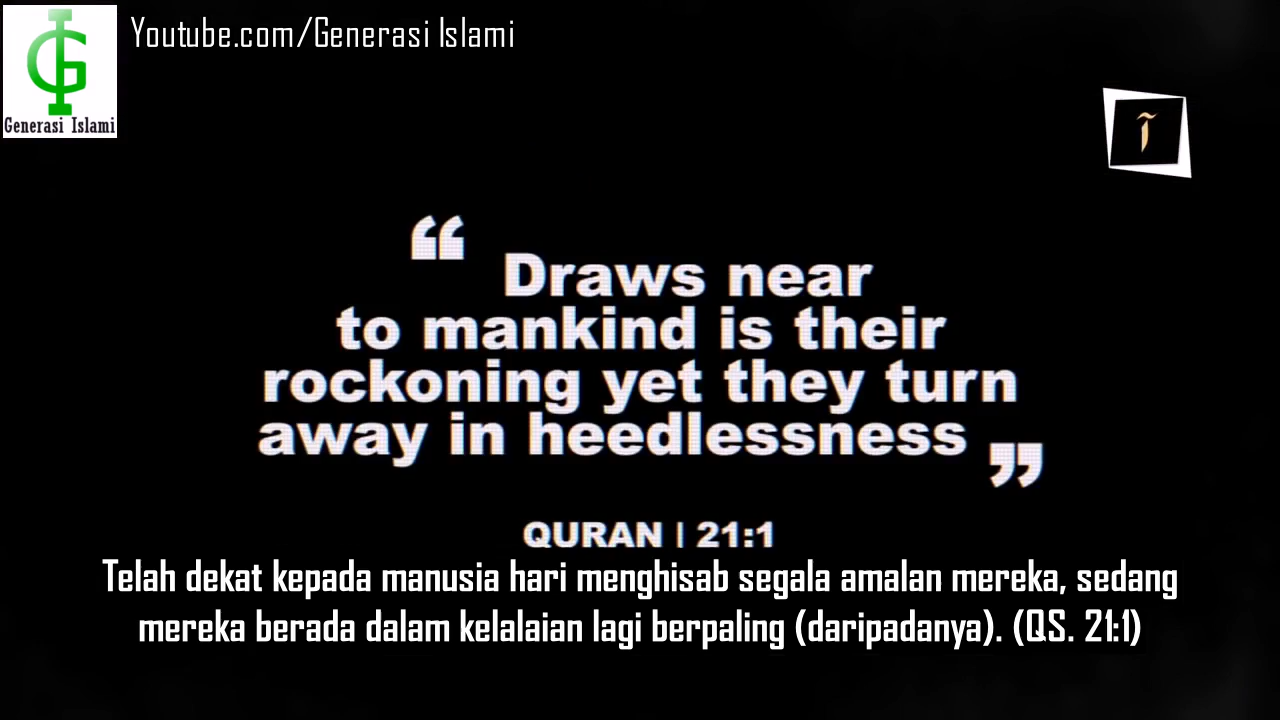 Youtube.com/Generasi Islami
Generasi Islami
“ Draws near
to mankind is their
rockoning yet they turn
away in heedlessness ”
QURAN | 21:1
Telah dekat kepada manusia hari menghisab segala amalan mereka, sedang
mereka berada dalam kelalaian lagi berpaling (daripadanya). (QS. 21:1)